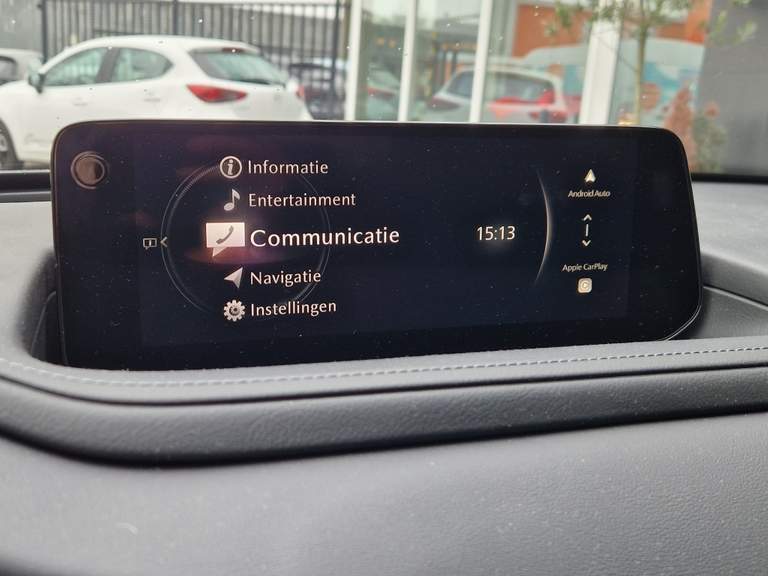 Informatie
Entertainment
Communicatie
Navigatie
Instellingen
15:13
Android Auto
Apple CarPlay